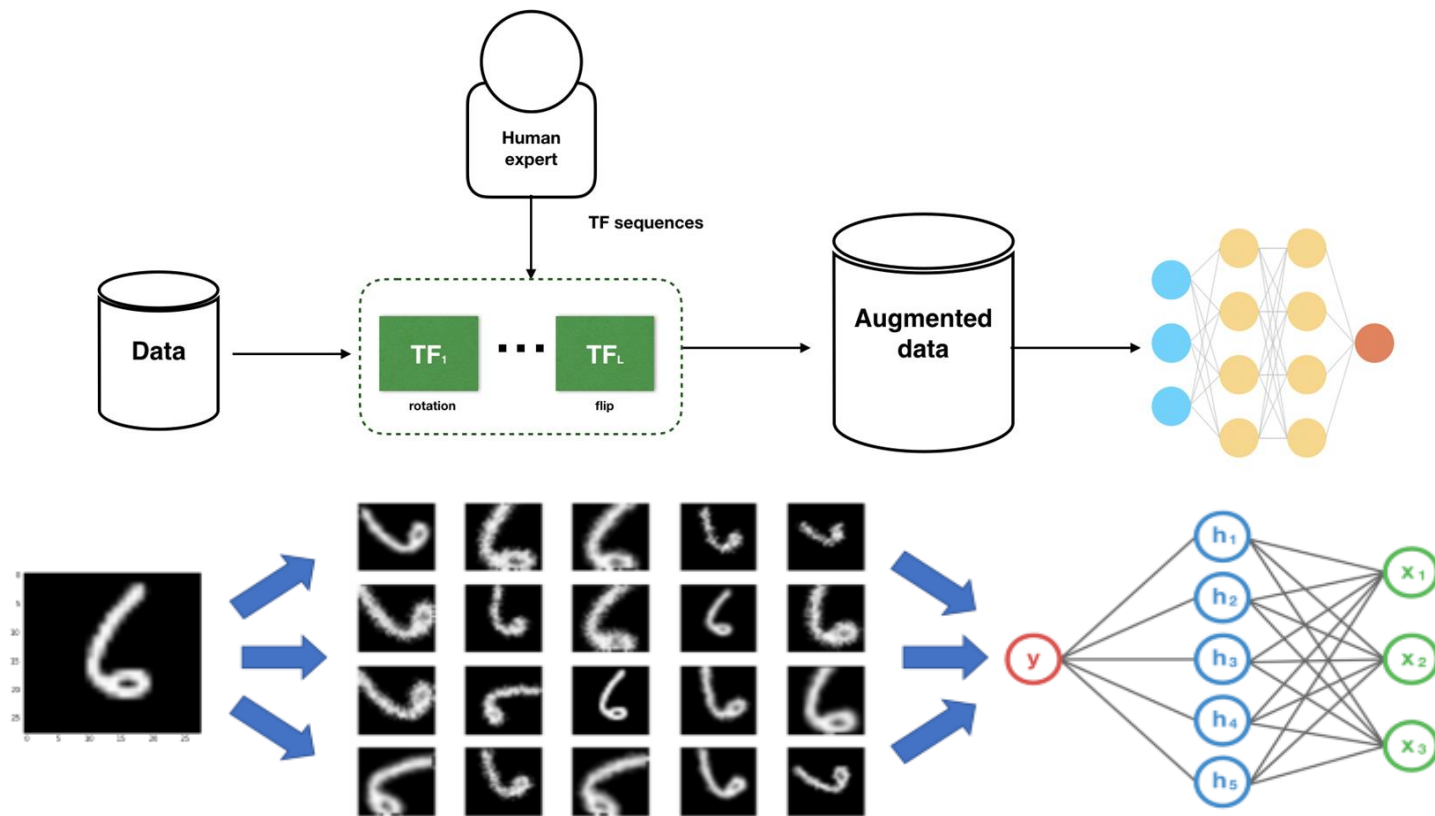 Human
expert
TF sequences
Data
TF₁
TF_L
rotation
flip
Augmented
data
0
5
10
15
20
25
0
5
10
15
20
25
y
h₁
h₂
h₃
h₄
h₅
x₁
x₂
x₃